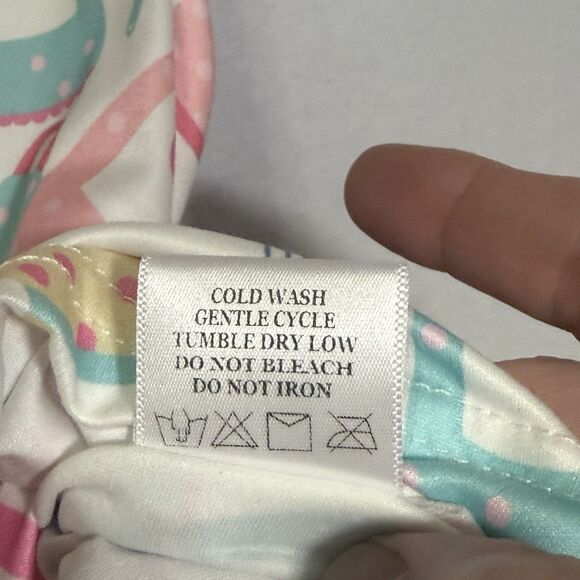 COLD WASH
GENTLE CYCLE
TUMBLE DRY LOW
DO NOT BLEACH
DO NOT IRON